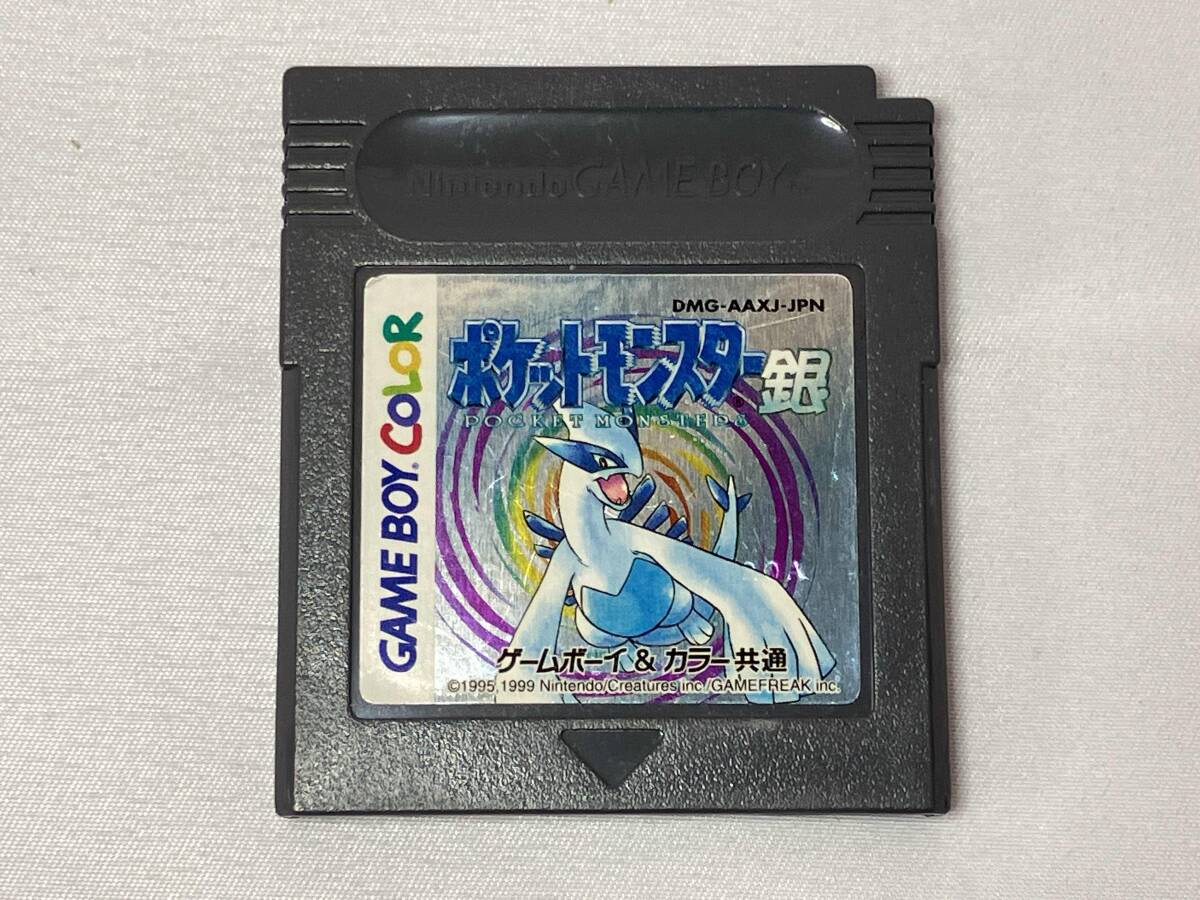 Nintendo GAME BOY™
DMG-AAXJ-JPN
ポケットモンスター銀
POCKET MONSTERS
GAME BOY COLOR
ゲームボーイ & カラー共通
©1995,1999 Nintendo/Creatures inc./GAMEFREAK inc.